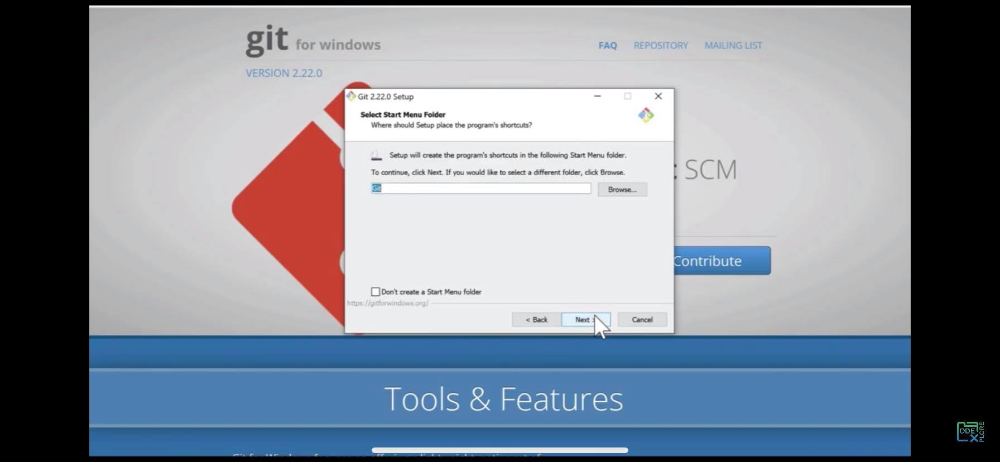 git for windows
FAQ REPOSITORY MAILING LIST
VERSION 2.22.0
Git 2.22.0 Setup
Select Start Menu Folder
Where should Setup place the program's shortcuts?
Setup will create the program's shortcuts in the following Start Menu folder.
To continue, click Next. If you would like to select a different folder, click Browse.
Git
Browse...
: SCM
Contribute
Don't create a Start Menu folder
https://gitforwindows.org/
< Back
Next >
Cancel
Tools & Features
ODE
XPLORE